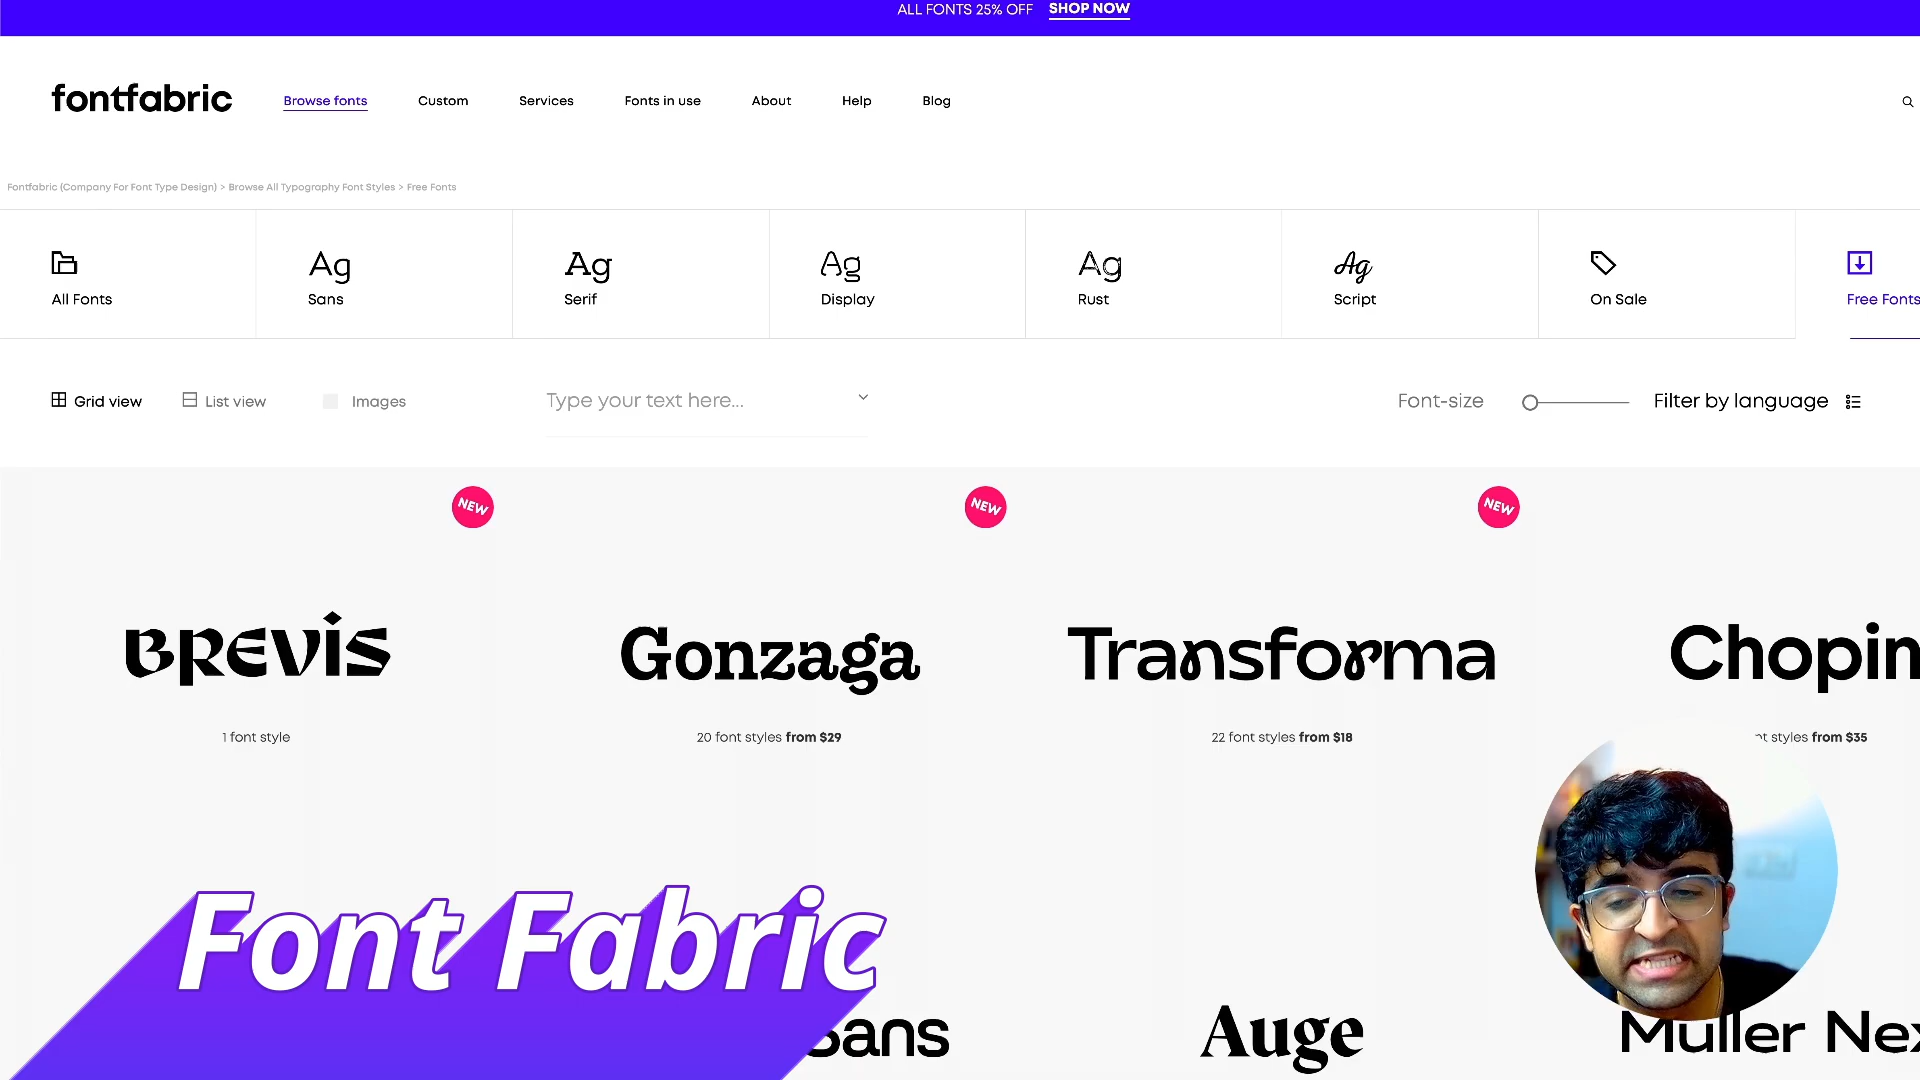 ALL FONTS 25% OFF SHOP NOW
fontfabric Browse fonts Custom Services Fonts in use About Help Blog
Fontfabric (Company For Font Type Design) > Browse All Typography Font Styles > Free Fonts
Ag Ag Ag Ag Ag
All Fonts Sans Serif Display Rust Script On Sale Free Fonts
Grid view List view Images Type your text here... Font-size Filter by language
NEW NEW NEW
BREVIS Gonzaga Transforma Chopin
1 font style 20 font styles from $29 22 font styles from $18 styles from $35
Font Fabric
Sans Auge Muller Nex